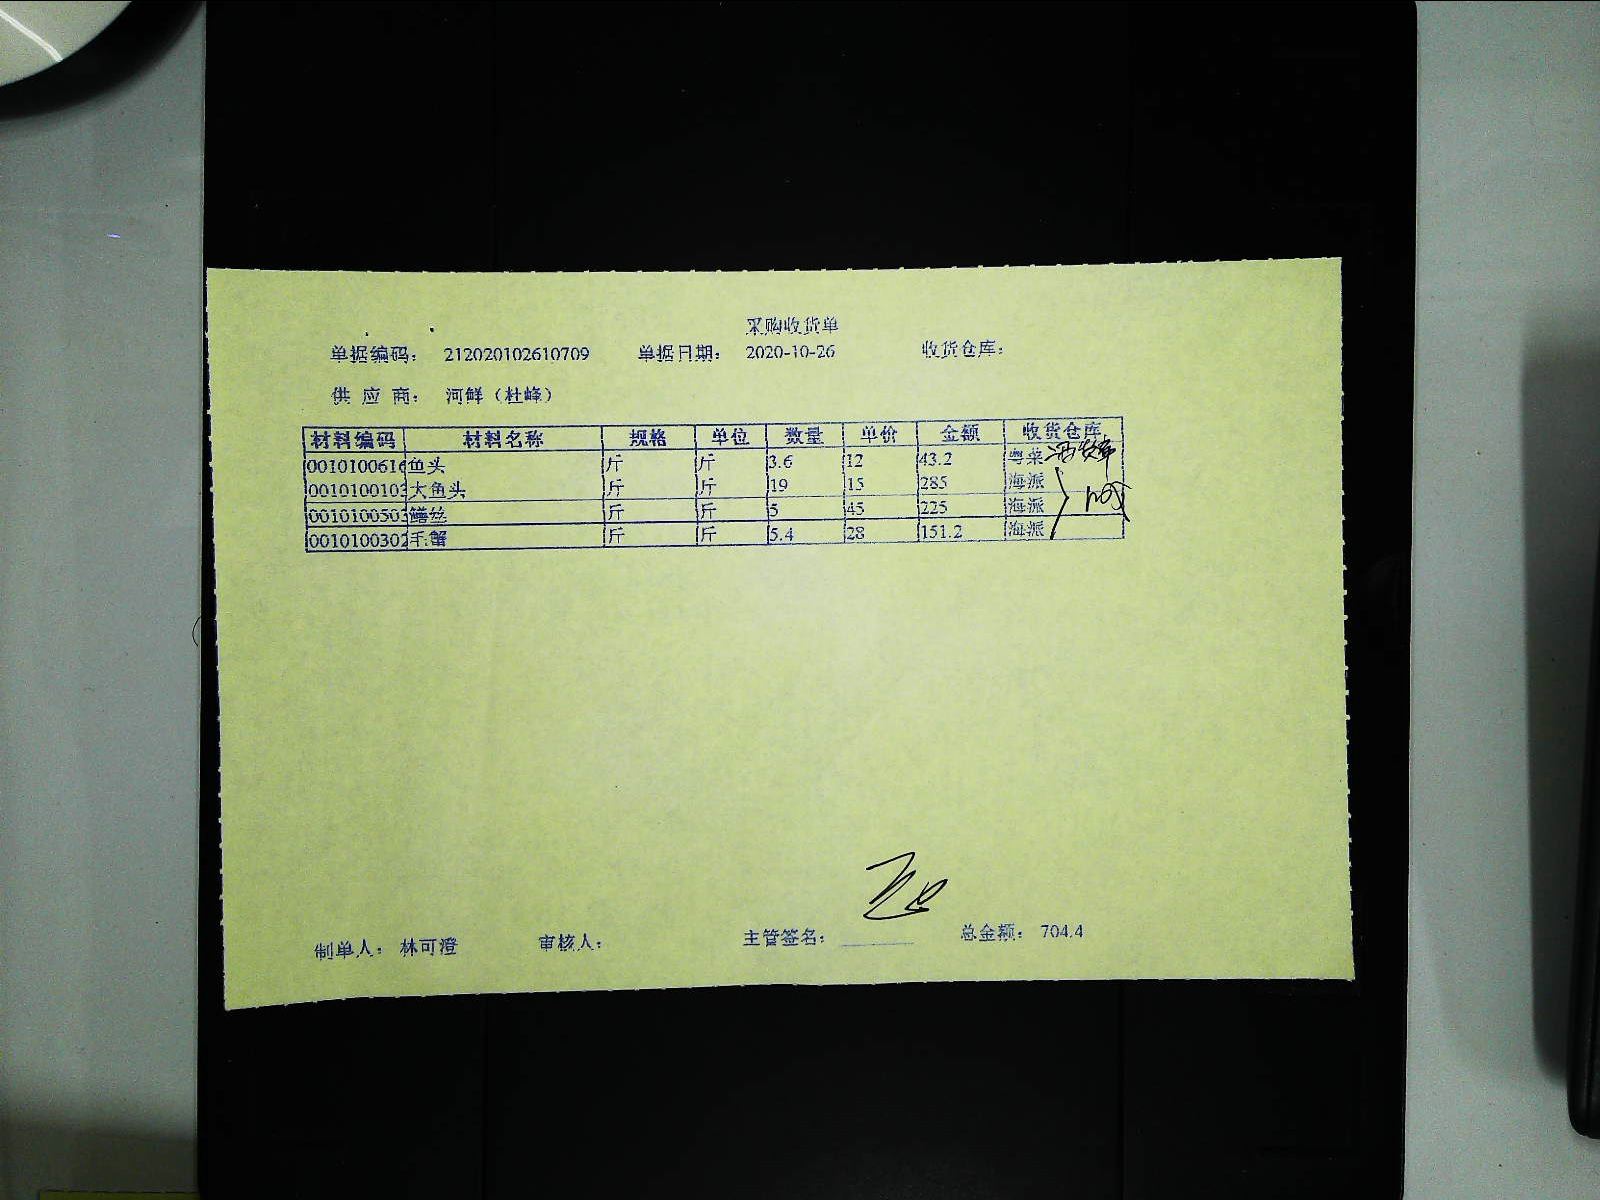 采购收货单
单据编码： 212020102610709 单据日期： 2020-10-26 收货仓库：
供 应 商： 河鲜（杜峰）
材料编码 材料名称 规格 单位 数量 单价 金额 收货仓库
0010100616 鱼头 斤 斤 3.6 12 43.2 粤菜
0010100103 大鱼头 斤 斤 19 15 285 海派
0010100503 鳝丝 斤 斤 5 45 225 海派
0010100302 毛蟹 斤 斤 5.4 28 151.2 海派
制单人： 林可澄 审核人： 主管签名： 总金额： 704.4